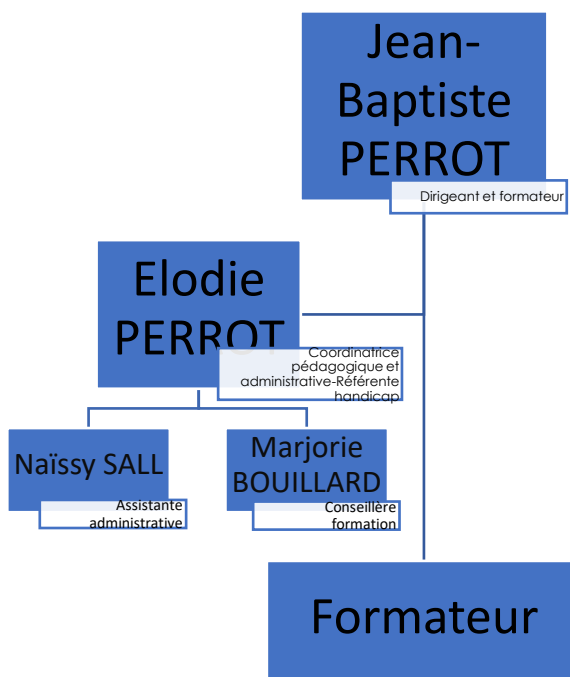 Jean-
Baptiste
PERROT
Dirigeant et formateur
Elodie
PERROT
Coordinatrice
pédagogique et
administrative-Référente
handicap
Naïssy SALL
Assistante
administrative
Marjorie
BOUILLARD
Conseillère
formation
Formateur